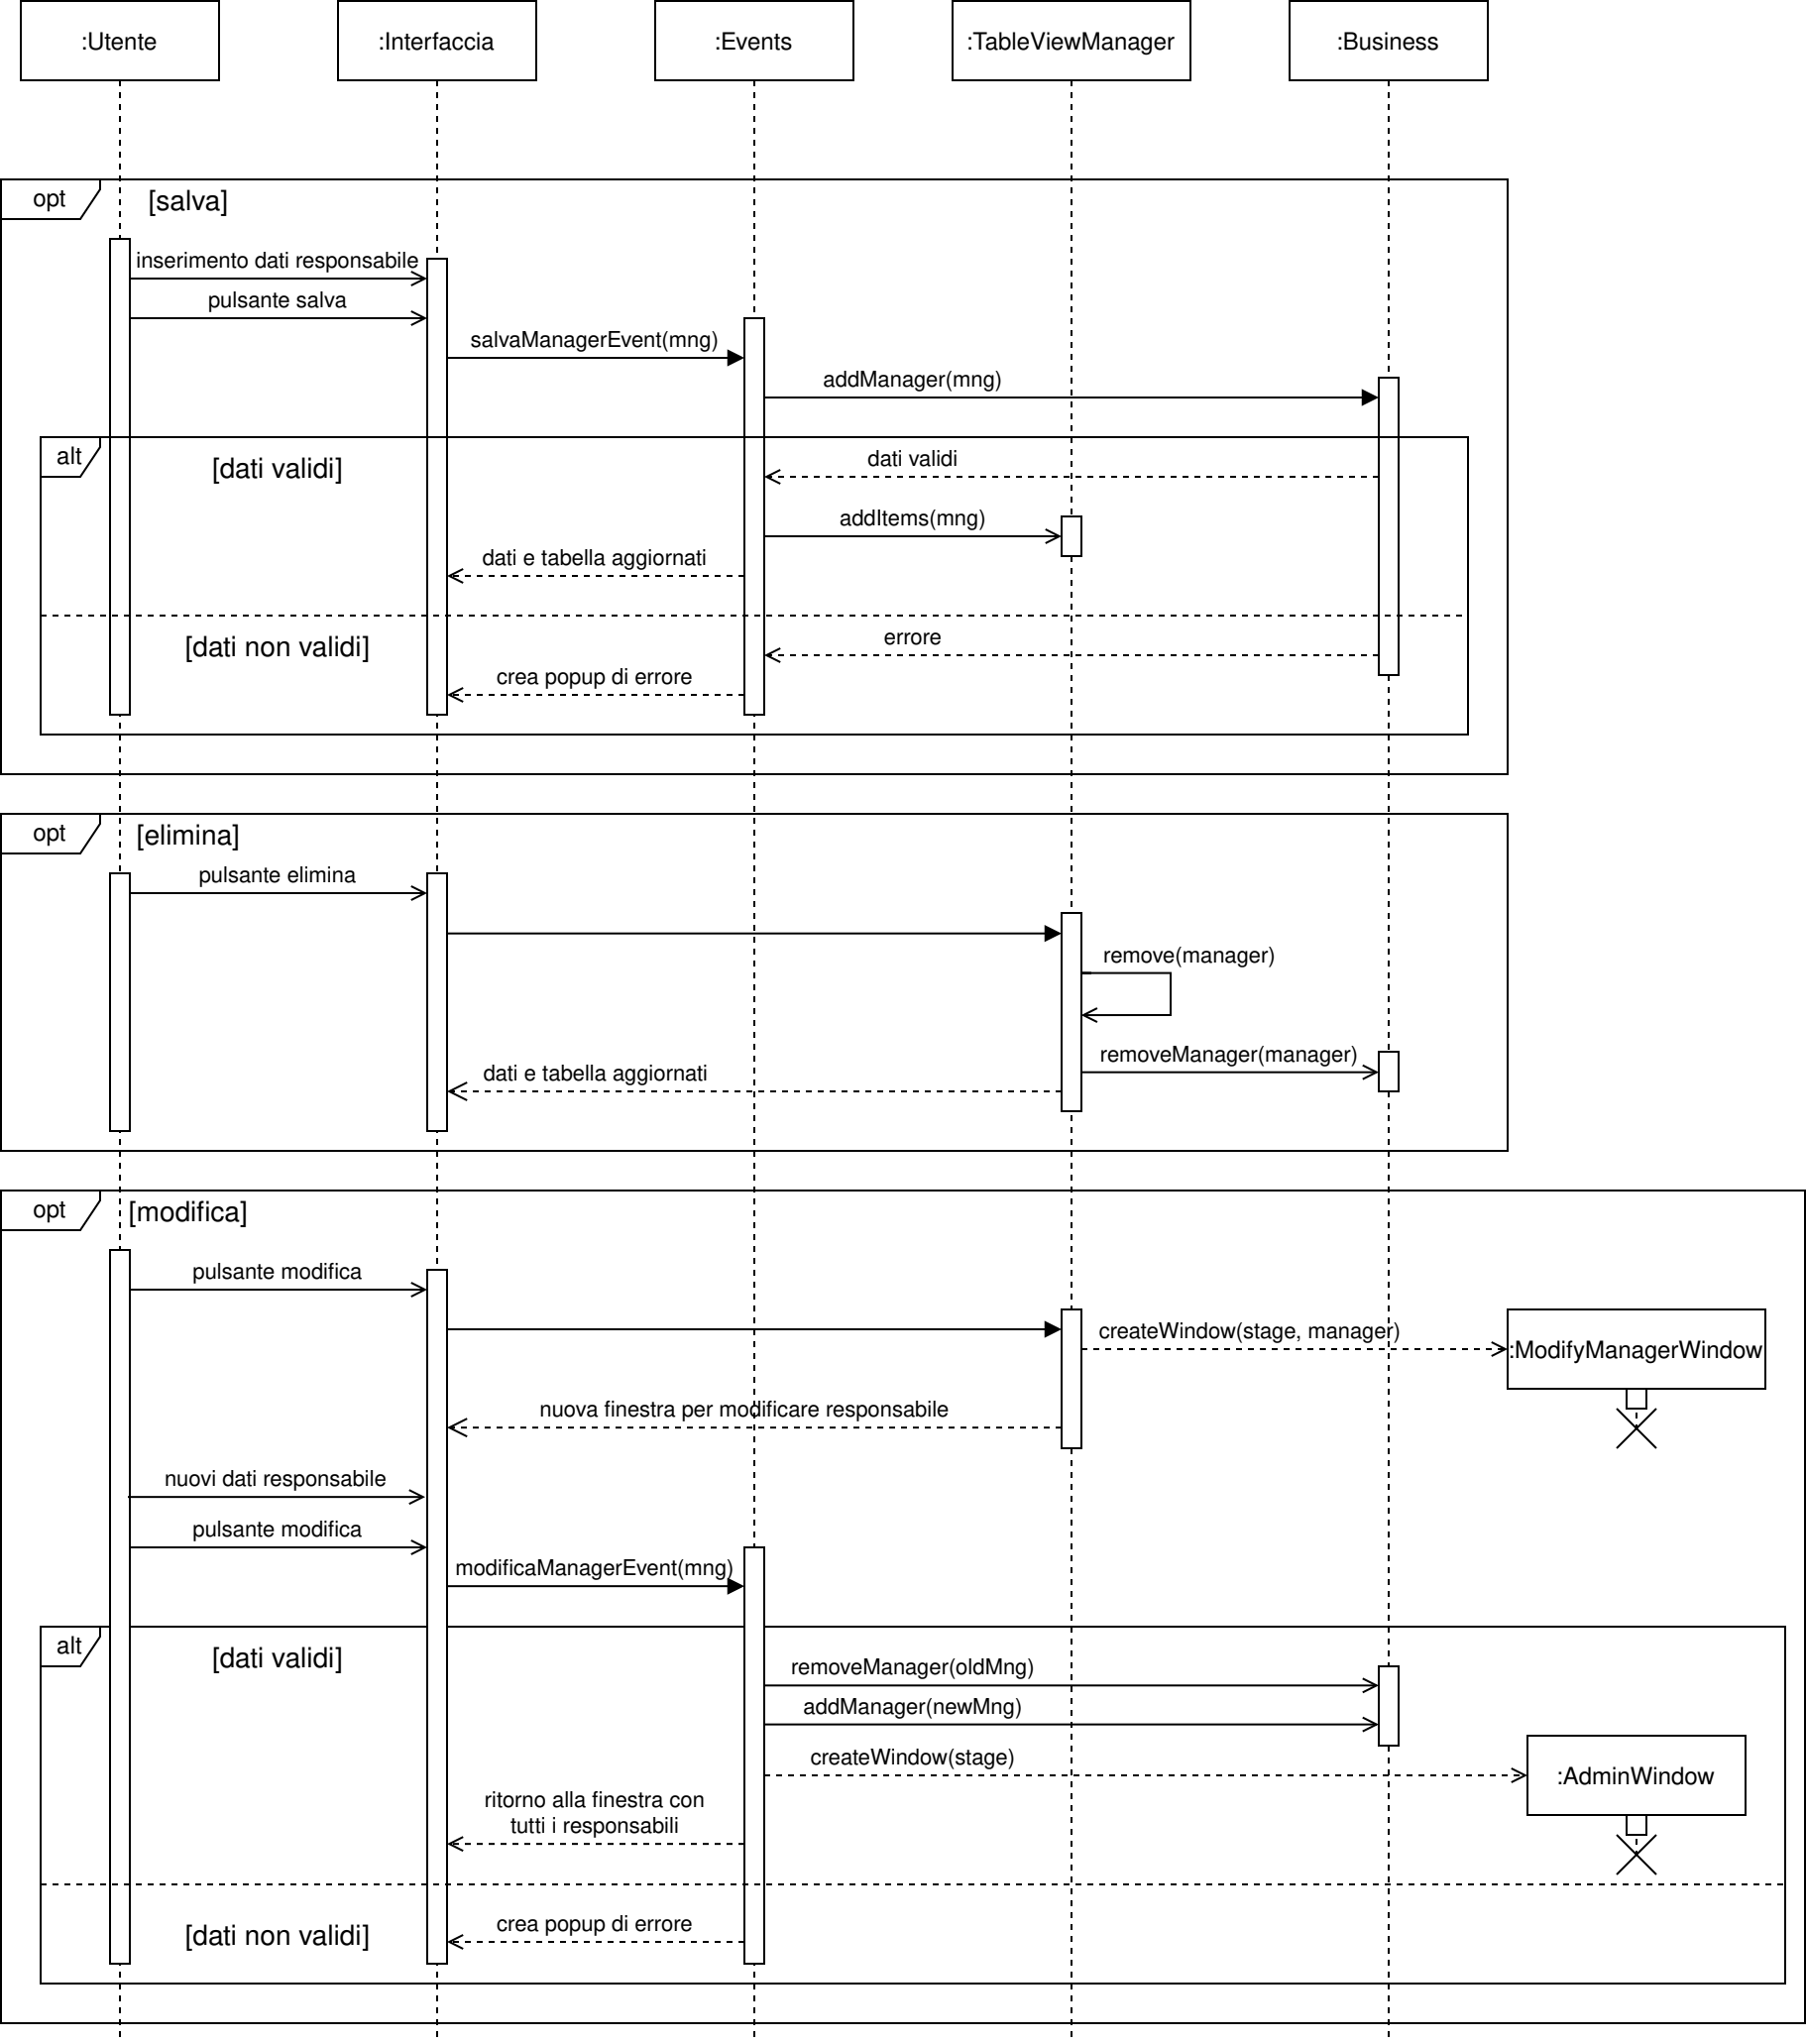 :Utente
:Interfaccia
:Events
:TableViewManager
:Business
opt
[salva]
inserimento dati responsabile
pulsante salva
salvaManagerEvent(mng)
addManager(mng)
alt
[dati validi]
dati validi
addItems(mng)
dati e tabella aggiornati
[dati non validi]
errore
crea popup di errore
opt
[elimina]
pulsante elimina
remove(manager)
removeManager(manager)
dati e tabella aggiornati
opt
[modifica]
pulsante modifica
createWindow(stage, manager)
:ModifyManagerWindow
nuova finestra per modificare responsabile
nuovi dati responsabile
pulsante modifica
modificaManagerEvent(mng)
alt
[dati validi]
removeManager(oldMng)
addManager(newMng)
createWindow(stage)
:AdminWindow
ritorno alla finestra con
tutti i responsabili
[dati non validi]
crea popup di errore